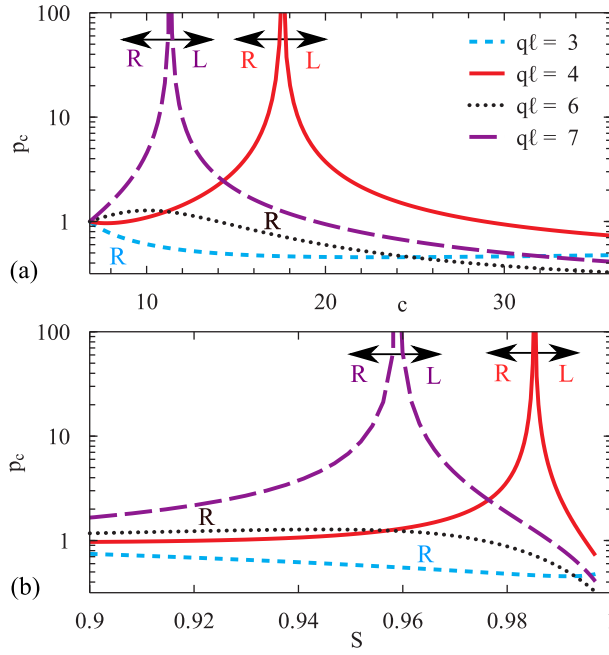 100
10
1
p_c
R L
R L
R
R
qℓ = 3
qℓ = 4
qℓ = 6
qℓ = 7
(a)
10 20 c 30
100
10
1
p_c
R L
R L
R
R
(b)
0.9 0.92 0.94 0.96 0.98 1
S